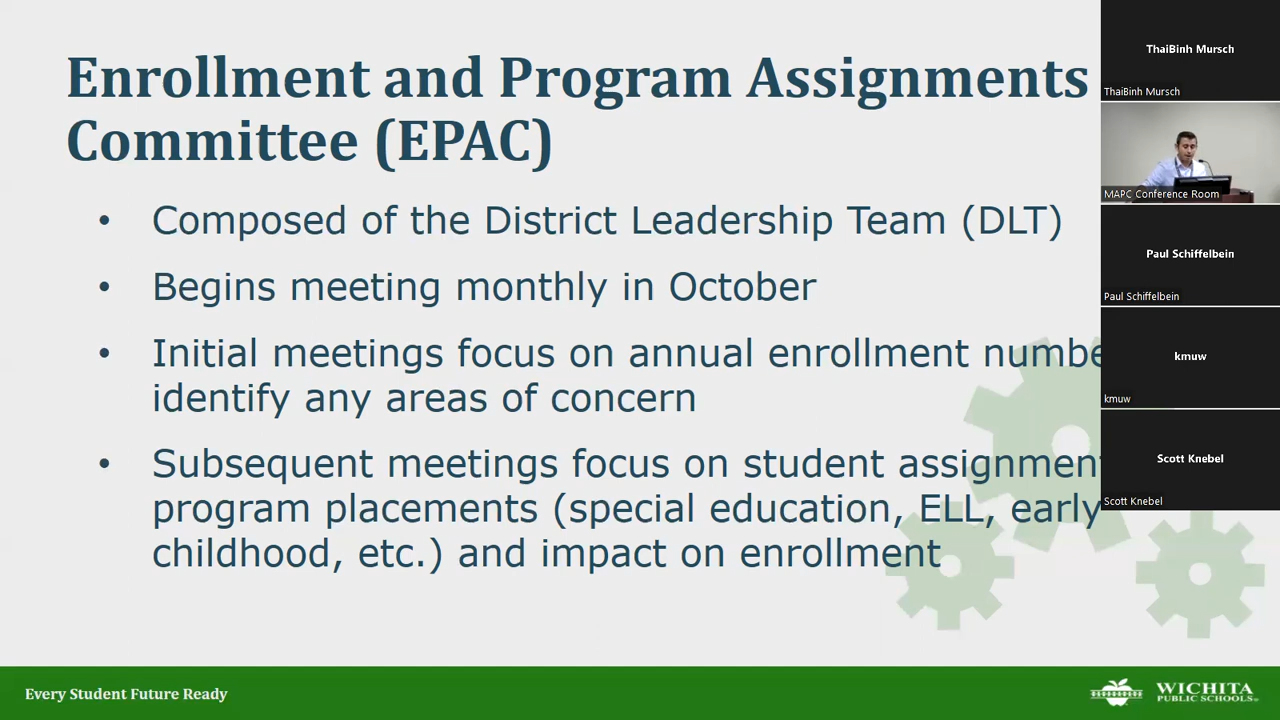 Enrollment and Program Assignments
Committee (EPAC)
• Composed of the District Leadership Team (DLT)
• Begins meeting monthly in October
• Initial meetings focus on annual enrollment numbe
identify any areas of concern
• Subsequent meetings focus on student assignment
program placements (special education, ELL, early
childhood, etc.) and impact on enrollment
Every Student Future Ready
WICHITA
PUBLIC SCHOOLS
ThaiBinh Mursch
ThaiBinh Mursch
MAPC Conference Room
Paul Schiffelbein
Paul Schiffelbein
kmuw
kmuw
Scott Knebel
Scott Knebel